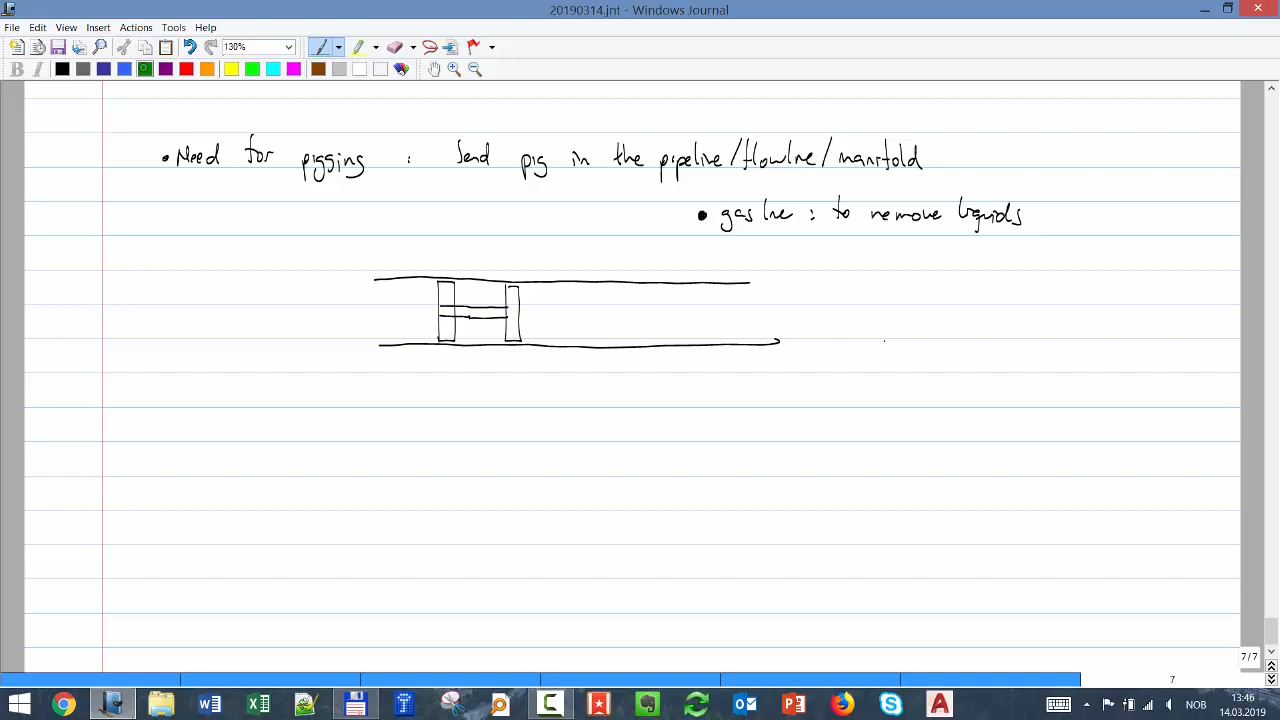 20190314.jnt - Windows Journal
File Edit View Insert Actions Tools Help
130%
B I
• Need for pigging : Send pig in the pipeline/flowline/manifold
• gas line : to remove liquids
7/7
7
NOR
13:46
14.03.2019